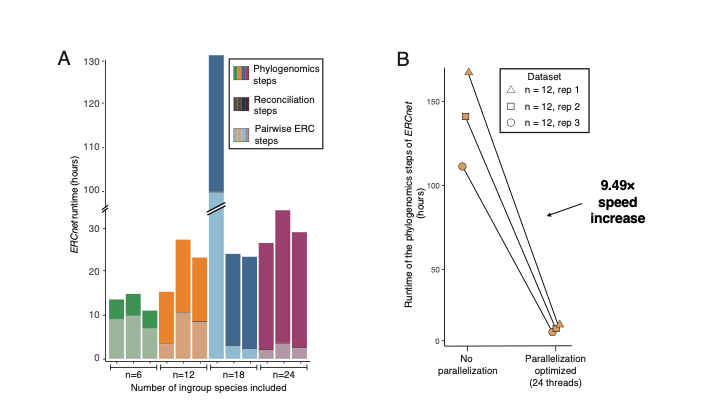 A
ERCnet runtime (hours)
130
120
110
100
30
20
10
0
Phylogenomics
steps
Reconciliation
steps
Pairwise ERC
steps
n=6
n=12
n=18
n=24
Number of ingroup species included
B
Runtime of the phylogenomics steps of ERCnet
(hours)
150
100
50
0
Dataset
n = 12, rep 1
n = 12, rep 2
n = 12, rep 3
9.49×
speed
increase
No
parallelization
Parallelization
optimized
(24 threads)